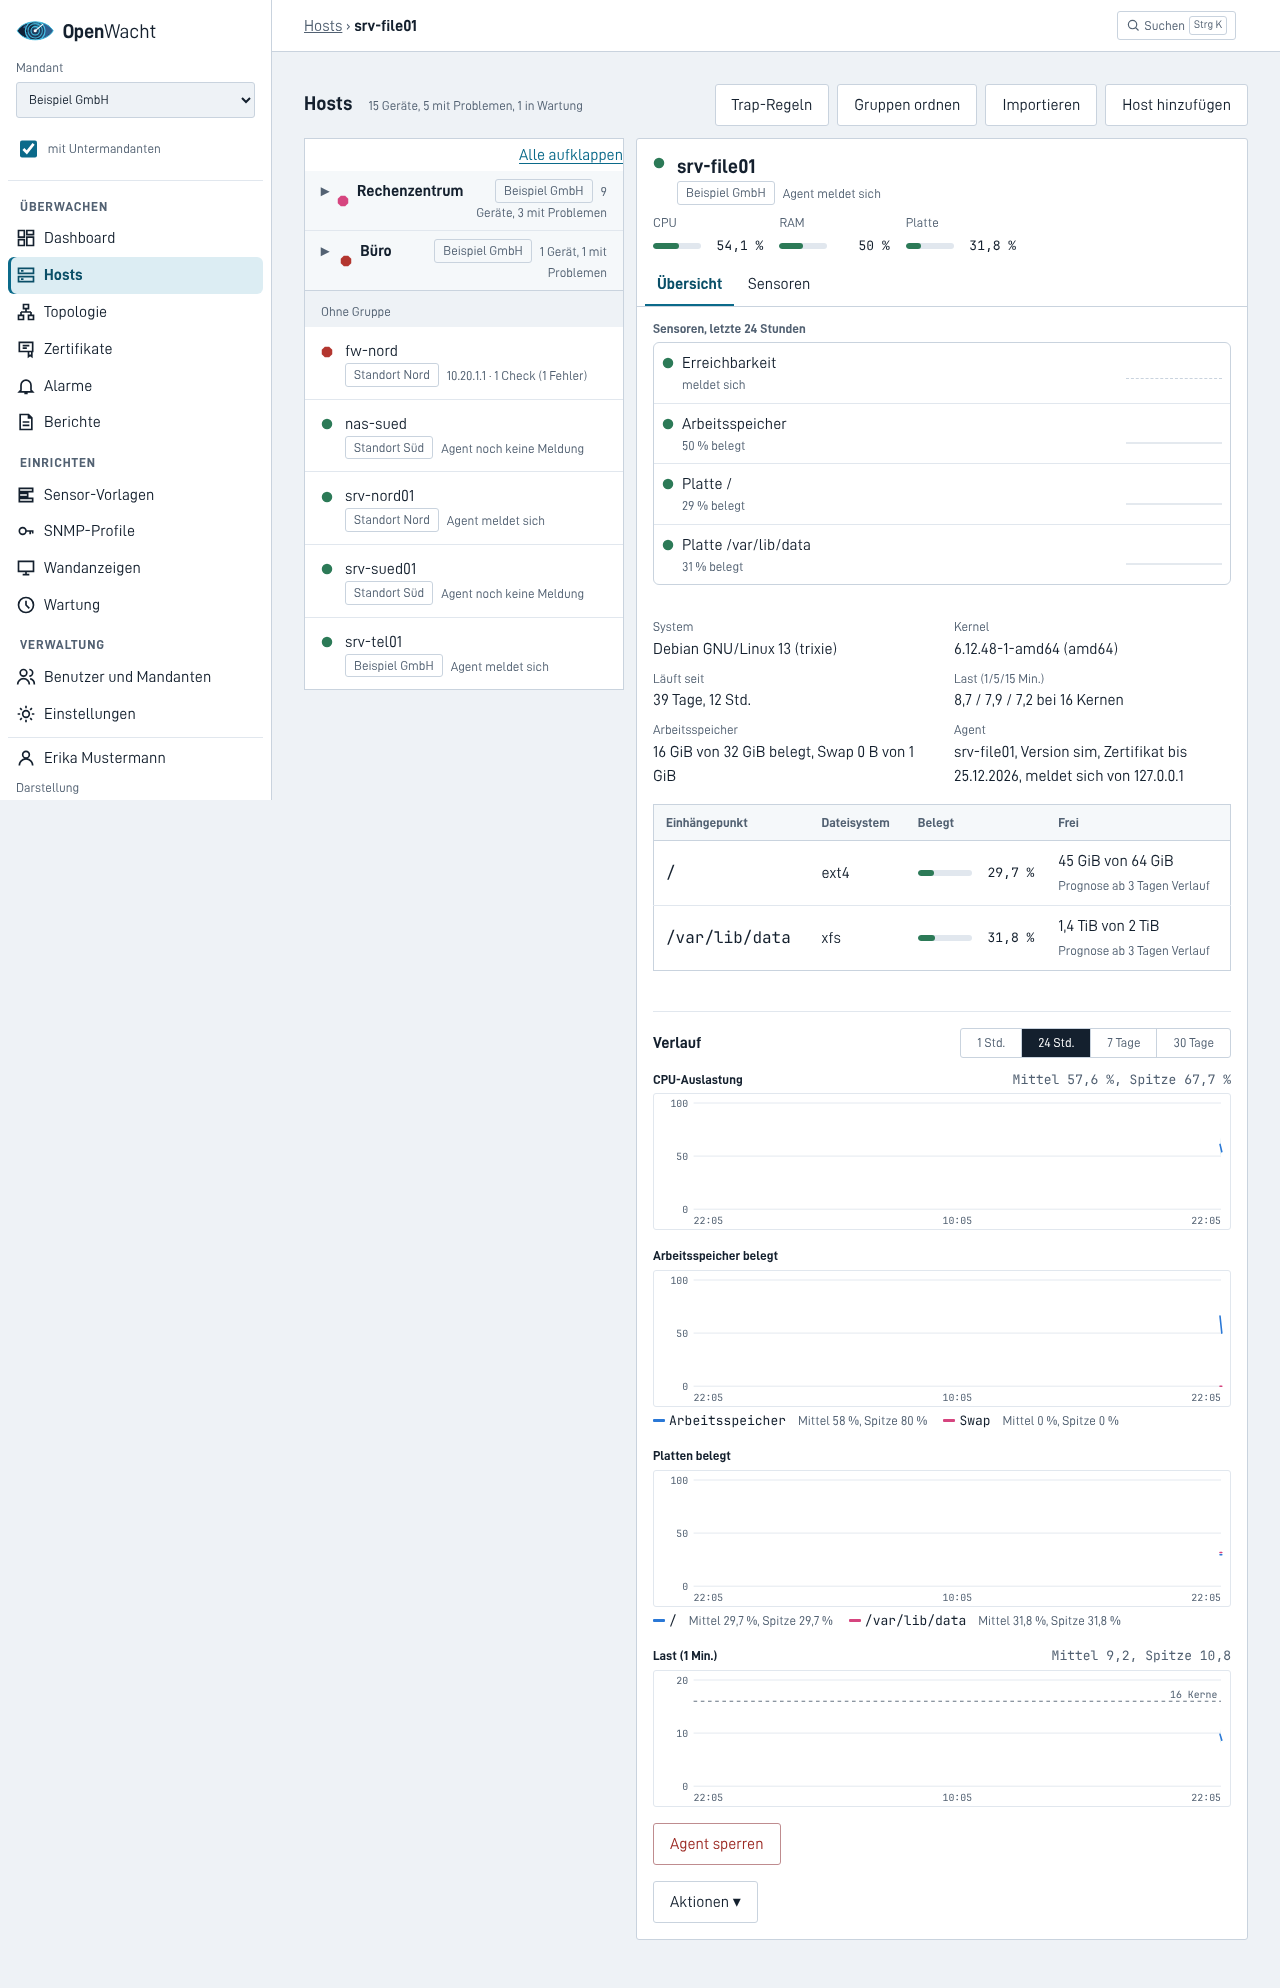 OpenWacht
Mandant
Beispiel GmbH
mit Untermandanten
ÜBERWACHEN
Dashboard
Hosts
Topologie
Zertifikate
Alarme
Berichte
EINRICHTEN
Sensor-Vorlagen
SNMP-Profile
Wandanzeigen
Wartung
VERWALTUNG
Benutzer und Mandanten
Einstellungen
Erika Mustermann
Darstellung
Hosts › srv-file01
Suchen Strg K
Hosts 15 Geräte, 5 mit Problemen, 1 in Wartung
Trap-Regeln
Gruppen ordnen
Importieren
Host hinzufügen
Alle aufklappen
▶ Rechenzentrum Beispiel GmbH 9
Geräte, 3 mit Problemen
▶ Büro Beispiel GmbH 1 Gerät, 1 mit
Problemen
Ohne Gruppe
fw-nord
Standort Nord 10.20.1.1 · 1 Check (1 Fehler)
nas-sued
Standort Süd Agent noch keine Meldung
srv-nord01
Standort Nord Agent meldet sich
srv-sued01
Standort Süd Agent noch keine Meldung
srv-tel01
Beispiel GmbH Agent meldet sich
srv-file01
Beispiel GmbH Agent meldet sich
CPU RAM Platte
54,1 % 50 % 31,8 %
Übersicht Sensoren
Sensoren, letzte 24 Stunden
Erreichbarkeit
meldet sich
Arbeitsspeicher
50 % belegt
Platte /
29 % belegt
Platte /var/lib/data
31 % belegt
System
Debian GNU/Linux 13 (trixie)
Kernel
6.12.48-1-amd64 (amd64)
Läuft seit
39 Tage, 12 Std.
Last (1/5/15 Min.)
8,7 / 7,9 / 7,2 bei 16 Kernen
Arbeitsspeicher
16 GiB von 32 GiB belegt, Swap 0 B von 1
GiB
Agent
srv-file01, Version sim, Zertifikat bis
25.12.2026, meldet sich von 127.0.0.1
Einhängepunkt Dateisystem Belegt Frei
/ ext4 29,7 % 45 GiB von 64 GiB
Prognose ab 3 Tagen Verlauf
/var/lib/data xfs 31,8 % 1,4 TiB von 2 TiB
Prognose ab 3 Tagen Verlauf
Verlauf
1 Std. 24 Std. 7 Tage 30 Tage
CPU-Auslastung Mittel 57,6 %, Spitze 67,7 %
100
50
0
22:05 10:05 22:05
Arbeitsspeicher belegt
100
50
0
22:05 10:05 22:05
Arbeitsspeicher Mittel 58 %, Spitze 80 % Swap Mittel 0 %, Spitze 0 %
Platten belegt
100
50
0
22:05 10:05 22:05
/ Mittel 29,7 %, Spitze 29,7 % /var/lib/data Mittel 31,8 %, Spitze 31,8 %
Last (1 Min.) Mittel 9,2, Spitze 10,8
20
16 Kerne
10
0
22:05 10:05 22:05
Agent sperren
Aktionen ▾